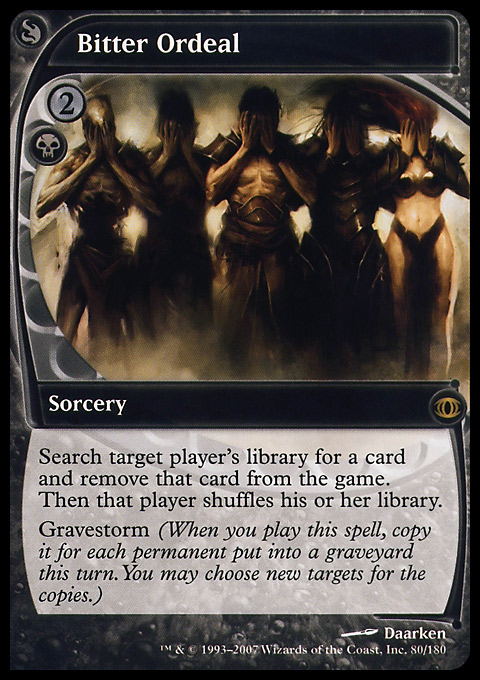 Bitter Ordeal
2
Sorcery
Search target player's library for a card
and remove that card from the game.
Then that player shuffles his or her library.
Gravestorm (When you play this spell, copy
it for each permanent put into a graveyard
this turn. You may choose new targets for the
copies.)
Daarken
™ & © 1993–2007 Wizards of the Coast, Inc. 80/180